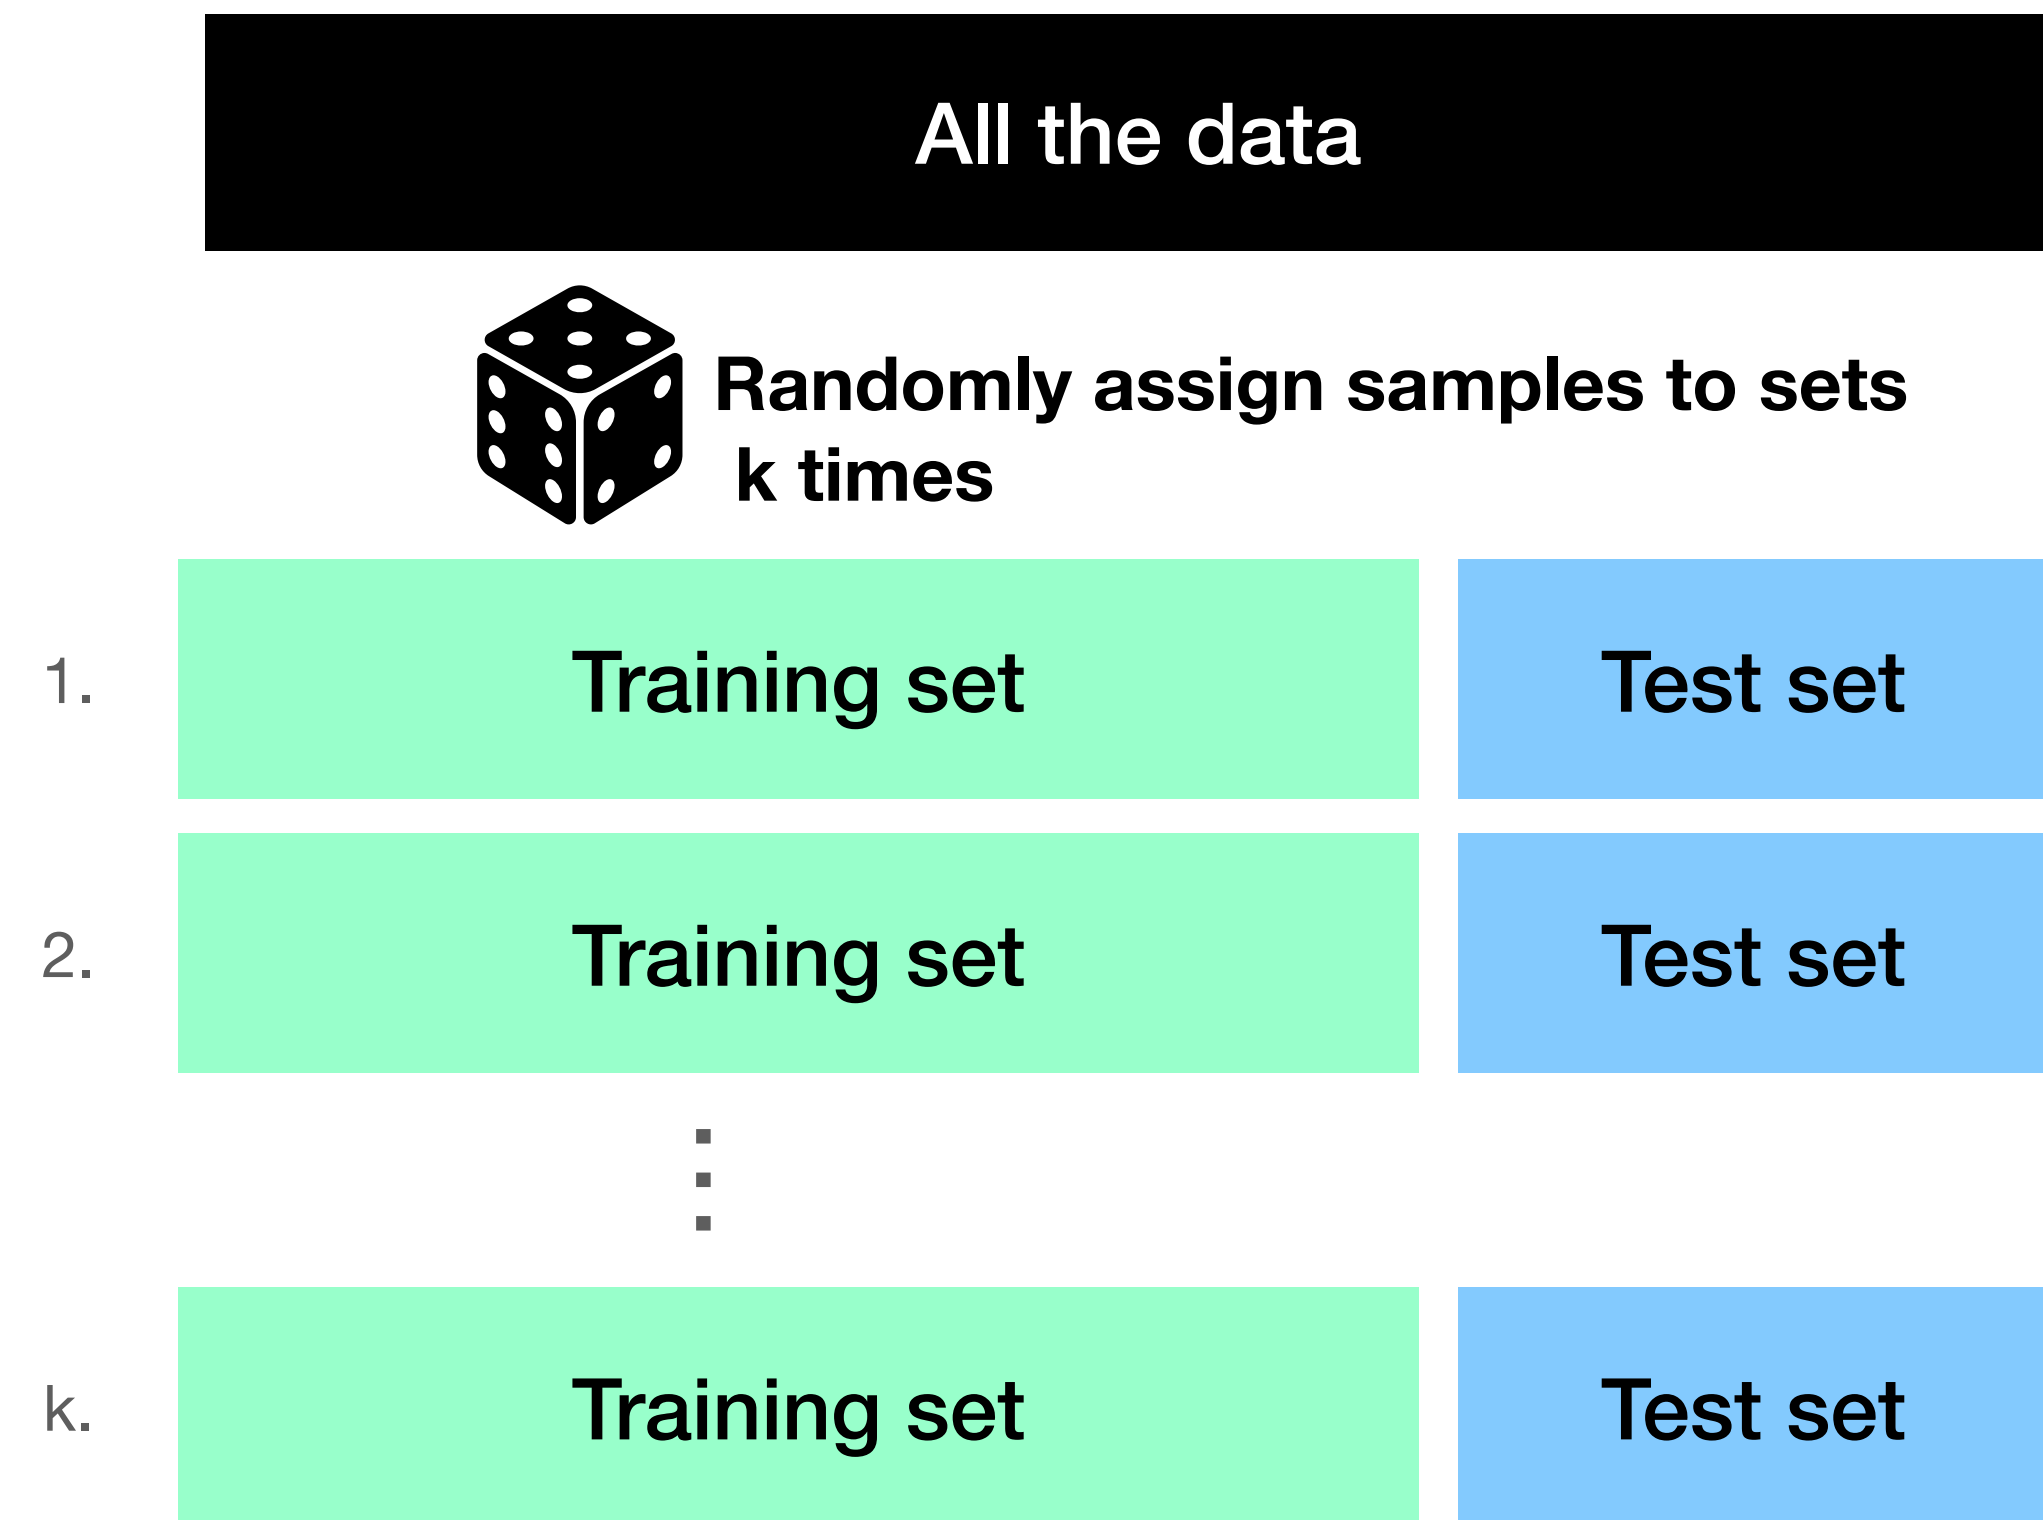 All the data
Randomly assign samples to sets
k times
1.
Training set
Test set
2.
Training set
Test set
k.
Training set
Test set